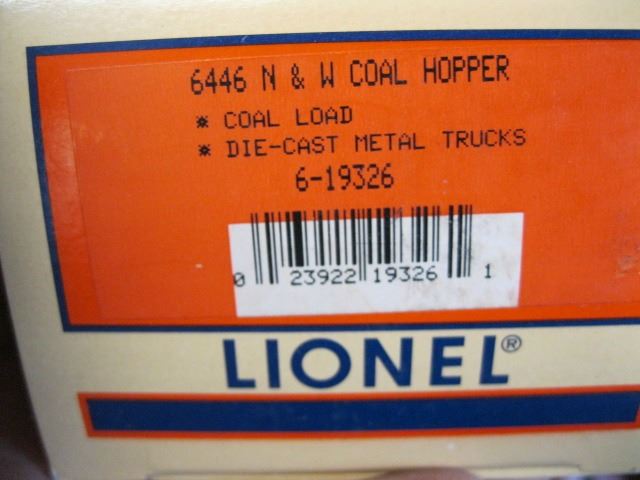 6446 N & W COAL HOPPER
* COAL LOAD
* DIE-CAST METAL TRUCKS
6-19326
0 23922 19326 1
LIONEL®